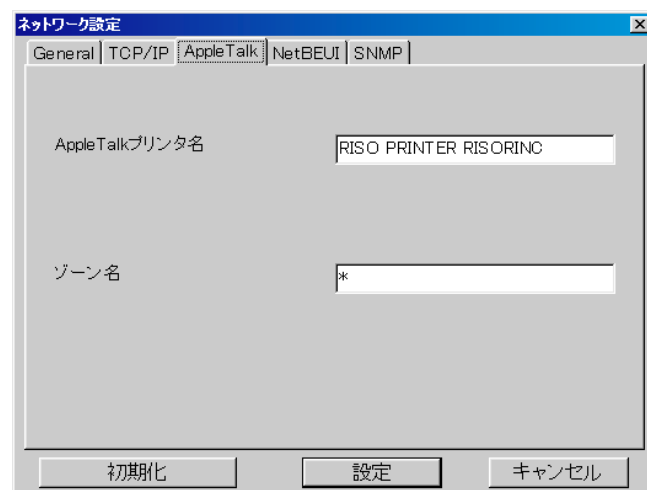 ネットワーク設定
General TCP/IP AppleTalk NetBEUI SNMP
AppleTalkプリンタ名 RISO PRINTER RISORINC
ゾーン名 *
初期化 設定 キャンセル